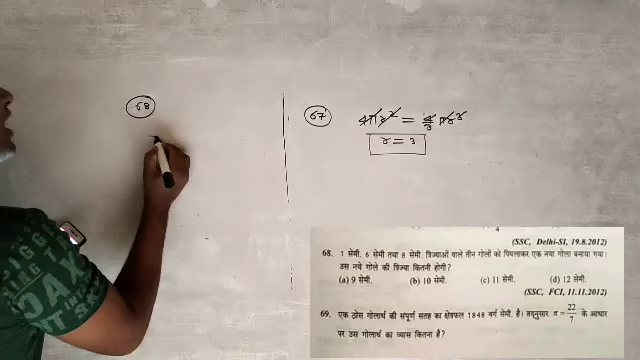 68
67
4πr² = 4/3 πr³
r = 3
4
(SSC, Delhi-SI, 19.8.2012)
68. 1 सेमी. 6 सेमी तथा 8 सेमी. त्रिज्याओं वाले तीन गोलों को पिघलाकर एक नया गोला बनाया गया।
उस नये गोले की त्रिज्या कितनी होगी?
(a) 9 सेमी. (b) 10 सेमी. (c) 11 सेमी. (d) 12 सेमी.
(SSC, FCI, 11.11.2012)
69. एक ठोस गोलार्ध की संपूर्ण सतह का क्षेत्रफल 1848 वर्ग सेमी. है। तद्नुसार π = 22/7 के आधार
पर उस गोलार्ध का व्यास कितना है?